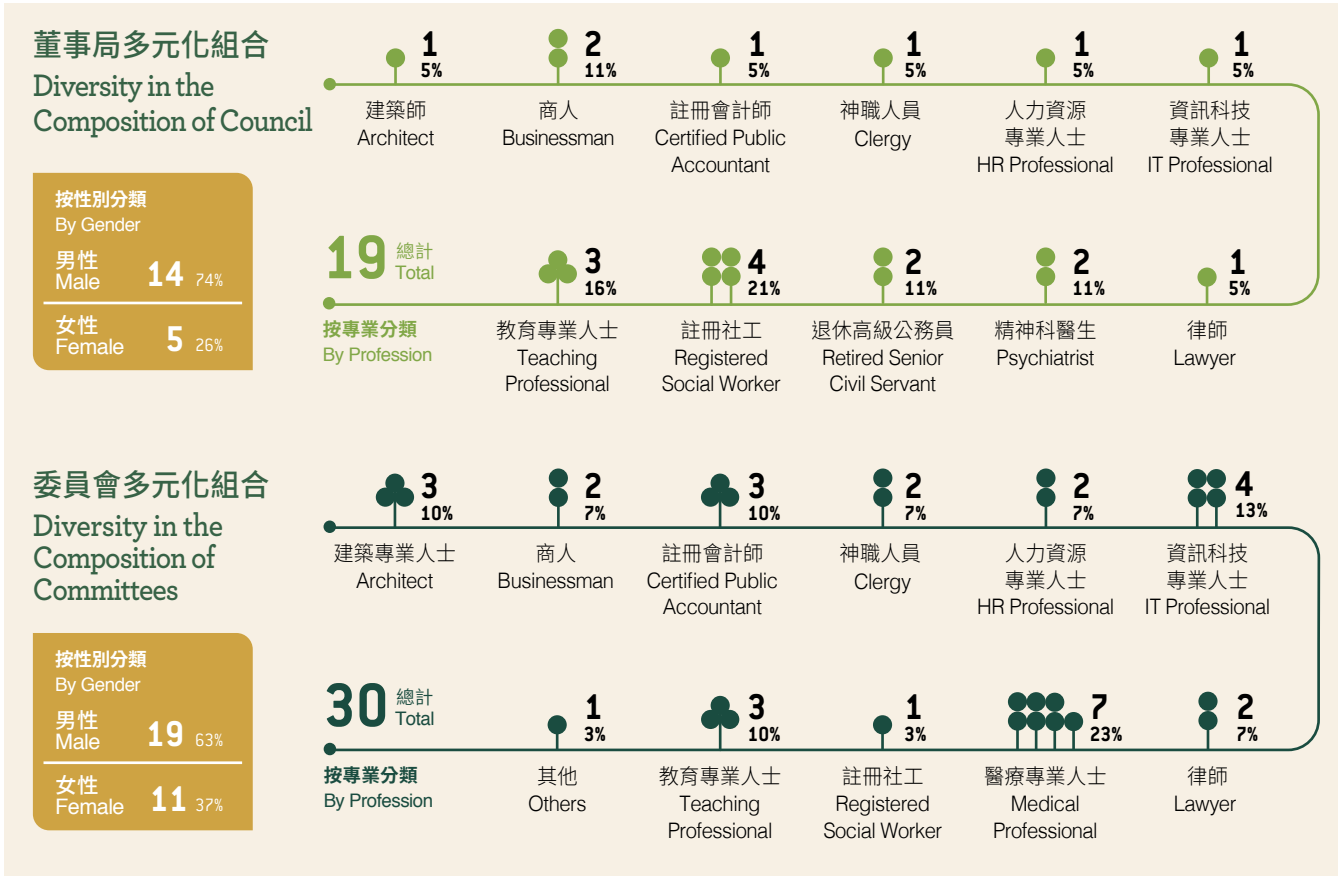 董事局多元化組合
Diversity in the
Composition of Council
1
5%
建築師
Architect
2
11%
商人
Businessman
1
5%
註冊會計師
Certified Public
Accountant
1
5%
神職人員
Clergy
1
5%
人力資源
專業人士
HR Professional
1
5%
資訊科技
專業人士
IT Professional
按性別分類
By Gender
男性
Male
14 74%
女性
Female
5 26%
19 總計
Total
按專業分類
By Profession
3
16%
教育專業人士
Teaching
Professional
4
21%
註冊社工
Registered
Social Worker
2
11%
退休高級公務員
Retired Senior
Civil Servant
2
11%
精神科醫生
Psychiatrist
1
5%
律師
Lawyer
委員會多元化組合
Diversity in the
Composition of
Committees
3
10%
建築專業人士
Architect
2
7%
商人
Businessman
3
10%
註冊會計師
Certified Public
Accountant
2
7%
神職人員
Clergy
2
7%
人力資源
專業人士
HR Professional
4
13%
資訊科技
專業人士
IT Professional
按性別分類
By Gender
男性
Male
19 63%
女性
Female
11 37%
30 總計
Total
按專業分類
By Profession
1
3%
其他
Others
3
10%
教育專業人士
Teaching
Professional
1
3%
註冊社工
Registered
Social Worker
7
23%
醫療專業人士
Medical
Professional
2
7%
律師
Lawyer